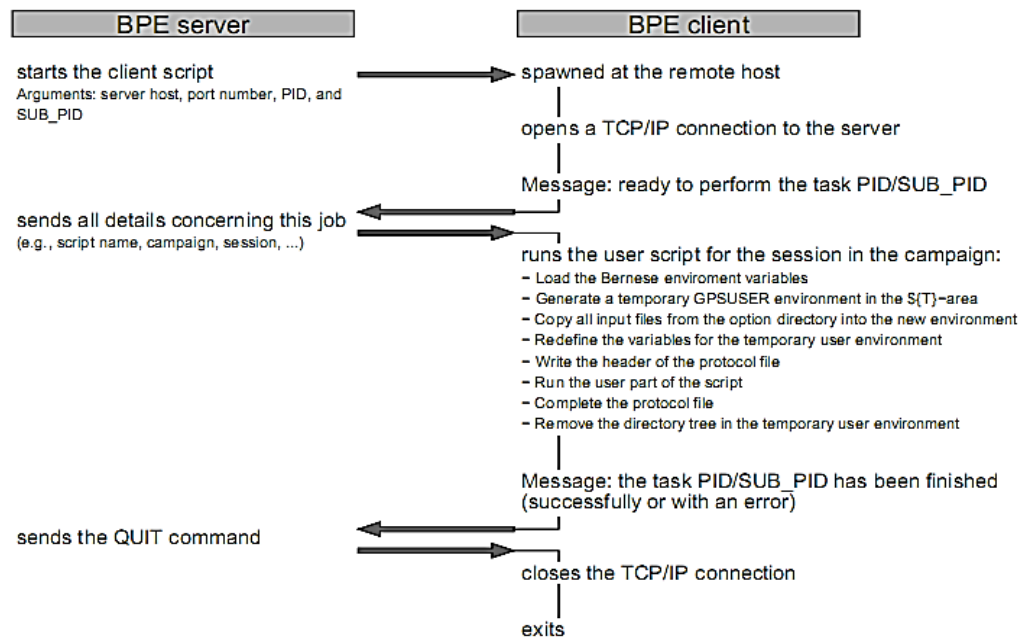 BPE server
BPE client
starts the client script
Arguments: server host, port number, PID, and
SUB_PID
spawned at the remote host
opens a TCP/IP connection to the server
Message: ready to perform the task PID/SUB_PID
sends all details concerning this job
(e.g., script name, campaign, session, ...)
runs the user script for the session in the campaign:
- Load the Bernese enviroment variables
- Generate a temporary GPSUSER environment in the ${T}-area
- Copy all input files from the option directory into the new environment
- Redefine the variables for the temporary user environment
- Write the header of the protocol file
- Run the user part of the script
- Complete the protocol file
- Remove the directory tree in the temporary user environment
Message: the task PID/SUB_PID has been finished
(successfully or with an error)
sends the QUIT command
closes the TCP/IP connection
exits